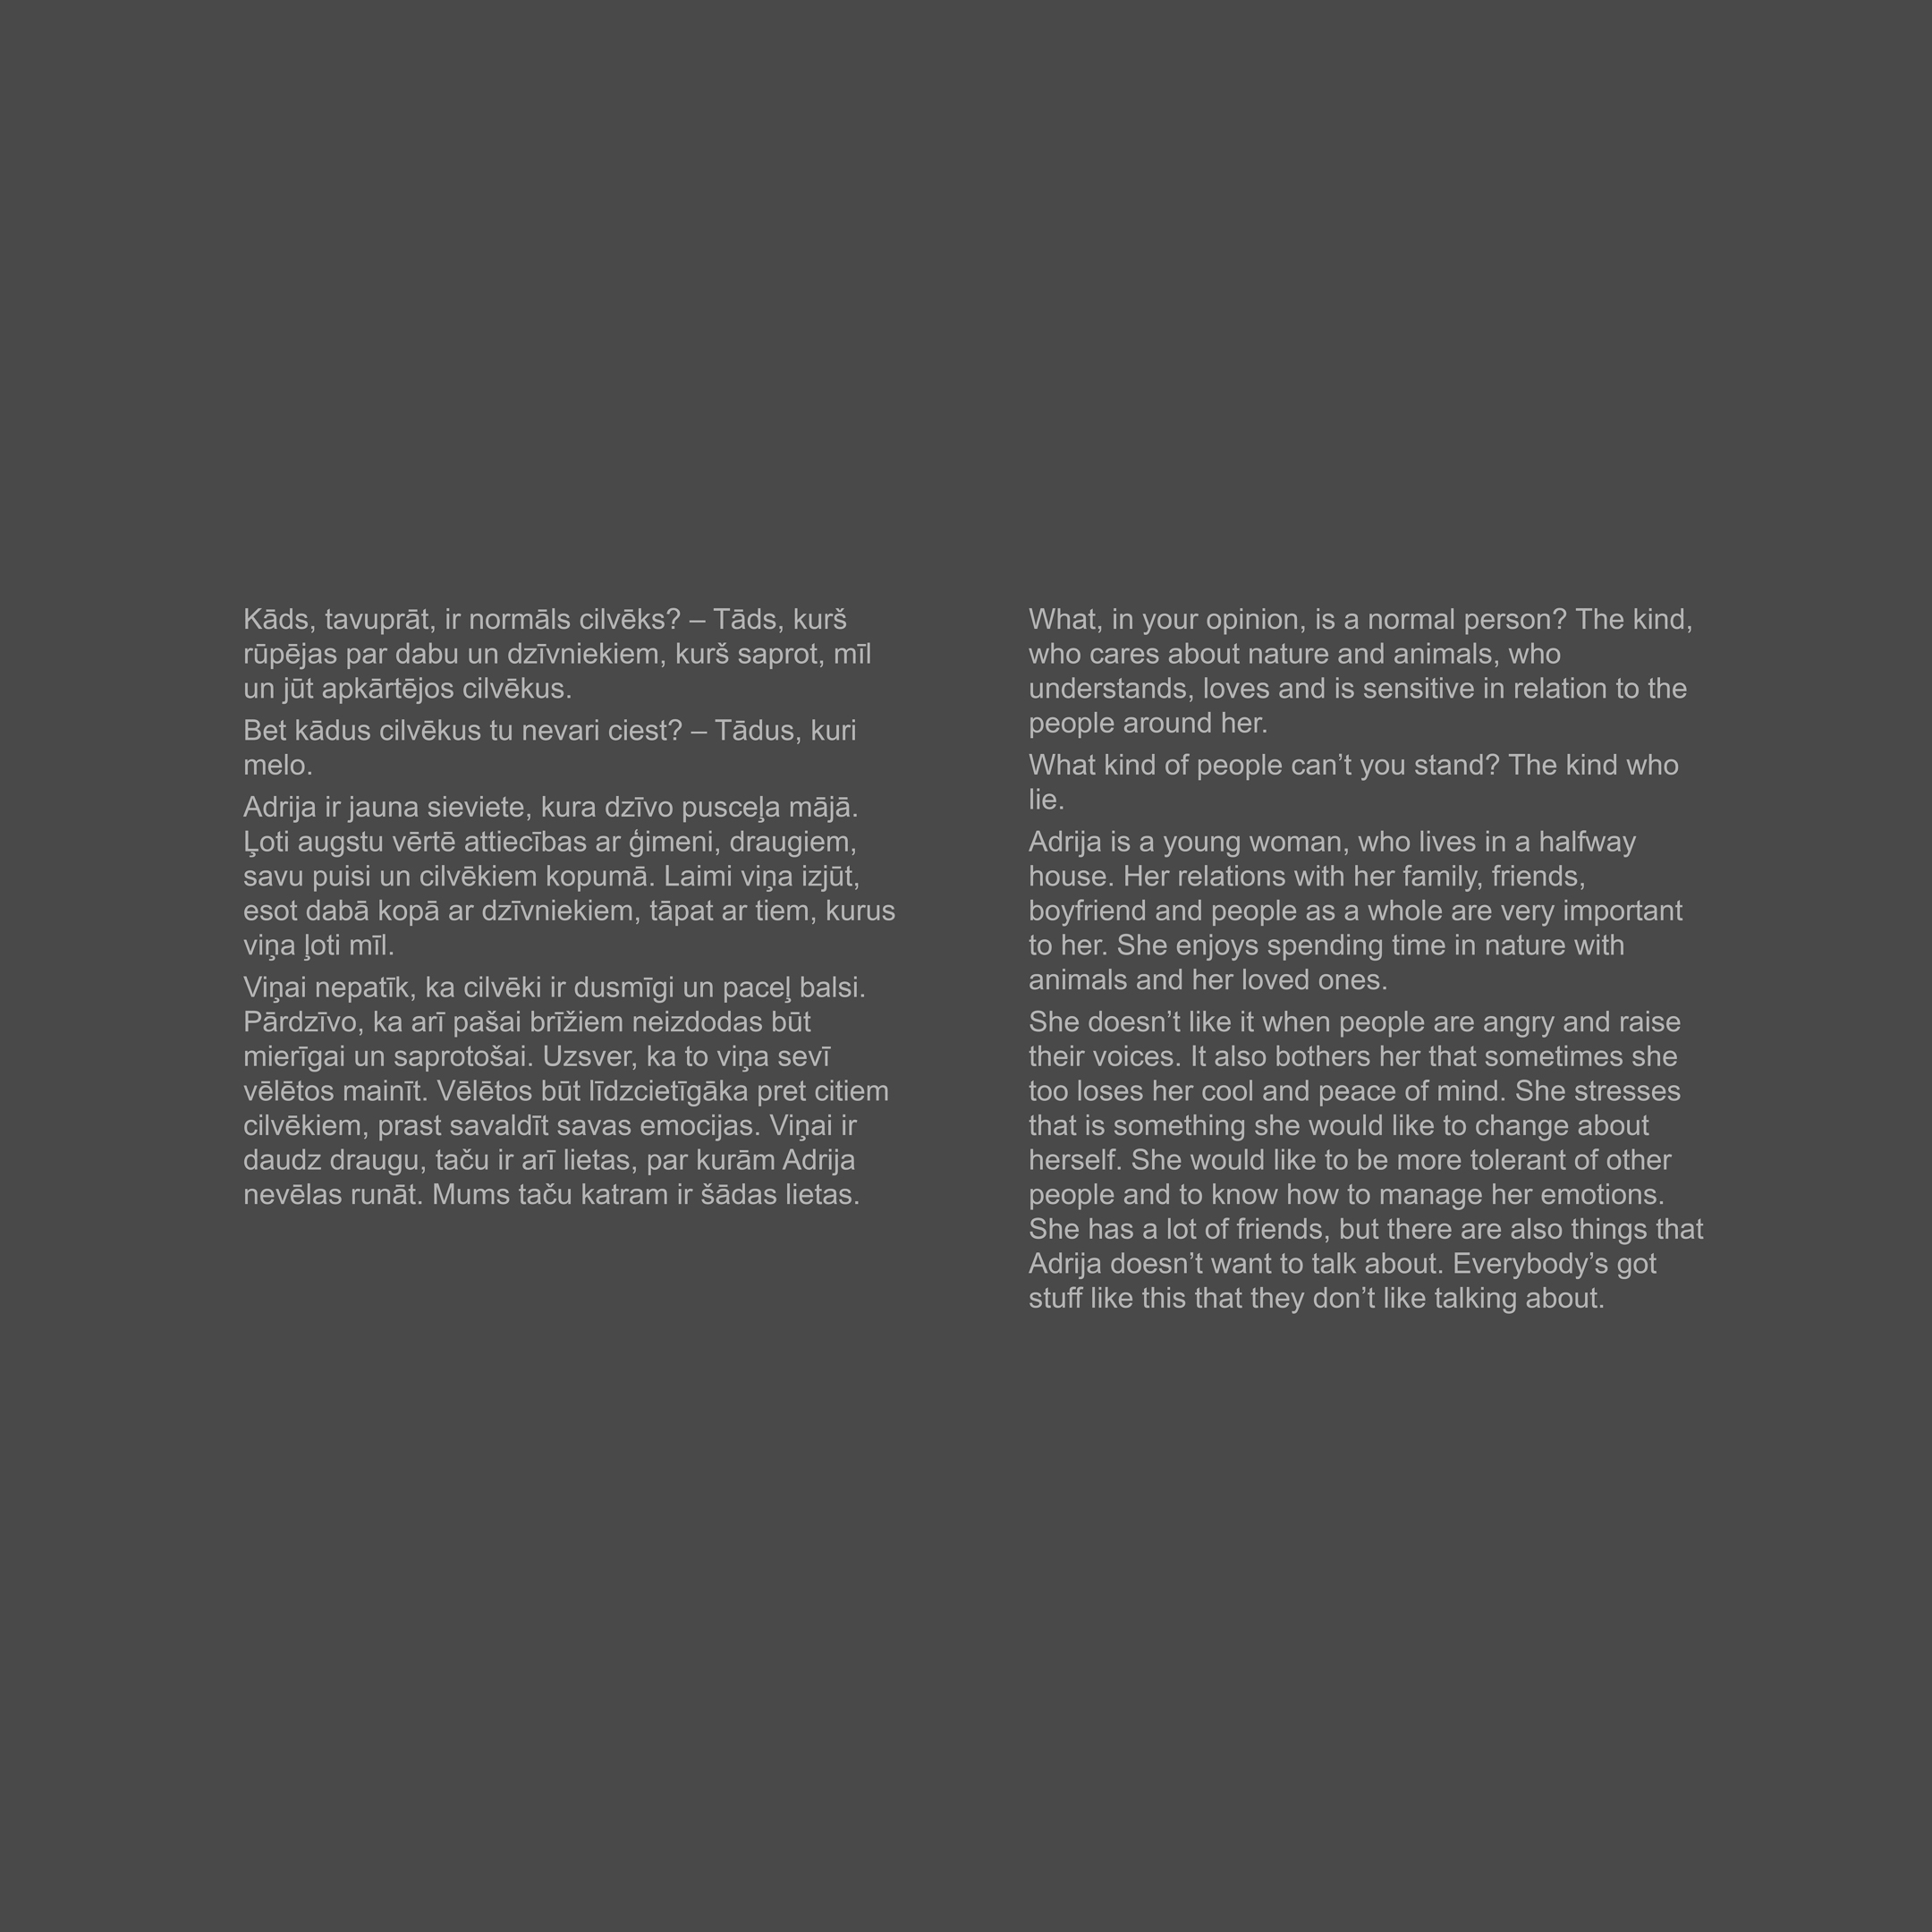 Kāds, tavuprāt, ir normāls cilvēks? – Tāds, kurš
rūpējas par dabu un dzīvniekiem, kurš saprot, mīl
un jūt apkārtējos cilvēkus.
Bet kādus cilvēkus tu nevari ciest? – Tādus, kuri
melo.
Adrija ir jauna sieviete, kura dzīvo pusceļa mājā.
Ļoti augstu vērtē attiecības ar ģimeni, draugiem,
savu puisi un cilvēkiem kopumā. Laimi viņa izjūt,
esot dabā kopā ar dzīvniekiem, tāpat ar tiem, kurus
viņa ļoti mīl.
Viņai nepatīk, ka cilvēki ir dusmīgi un paceļ balsi.
Pārdzīvo, ka arī pašai brīžiem neizdodas būt
mierīgai un saprotošai. Uzsver, ka to viņa sevī
vēlētos mainīt. Vēlētos būt līdzcietīgāka pret citiem
cilvēkiem, prast savaldīt savas emocijas. Viņai ir
daudz draugu, taču ir arī lietas, par kurām Adrija
nevēlas runāt. Mums taču katram ir šādas lietas.
What, in your opinion, is a normal person? The kind,
who cares about nature and animals, who
understands, loves and is sensitive in relation to the
people around her.
What kind of people can’t you stand? The kind who
lie.
Adrija is a young woman, who lives in a halfway
house. Her relations with her family, friends,
boyfriend and people as a whole are very important
to her. She enjoys spending time in nature with
animals and her loved ones.
She doesn’t like it when people are angry and raise
their voices. It also bothers her that sometimes she
too loses her cool and peace of mind. She stresses
that is something she would like to change about
herself. She would like to be more tolerant of other
people and to know how to manage her emotions.
She has a lot of friends, but there are also things that
Adrija doesn’t want to talk about. Everybody’s got
stuff like this that they don’t like talking about.